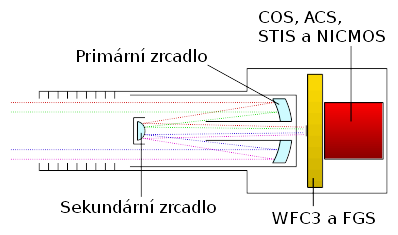 COS, ACS,
STIS a NICMOS
Primární zrcadlo
Sekundární zrcadlo
WFC3 a FGS